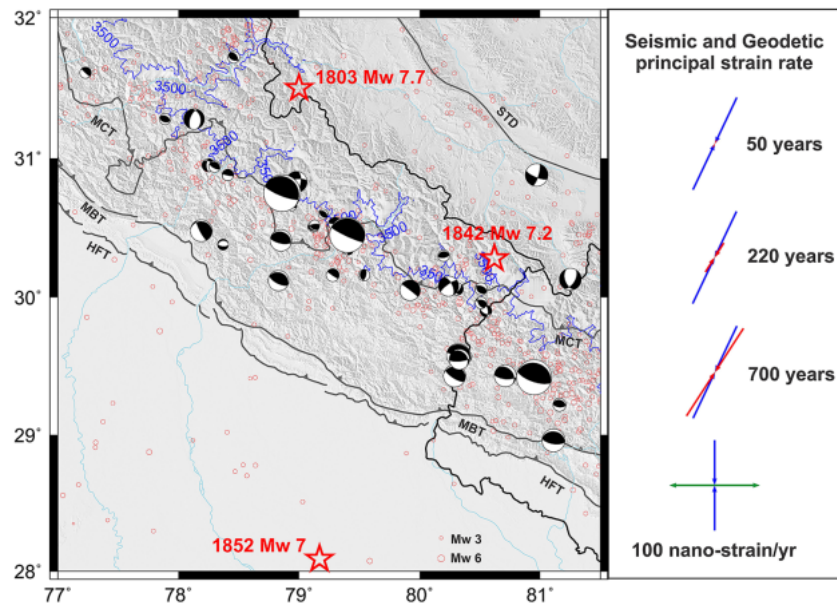 32°
31°
30°
29°
28°
77°
78°
79°
80°
81°
3500
3500
3500
3500
3500
1803 Mw 7.7
1842 Mw 7.2
1852 Mw 7
MCT
MBT
HFT
STD
MCT
MBT
HFT
Mw 3
Mw 6
Seismic and Geodetic
principal strain rate
50 years
220 years
700 years
100 nano-strain/yr